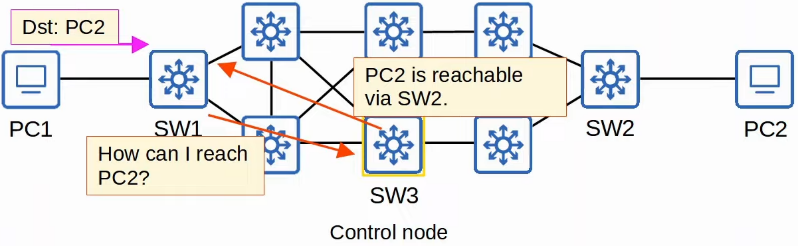 Dst: PC2
PC2 is reachable
via SW2.
PC1
SW1
SW2
PC2
How can I reach
PC2?
SW3
Control node